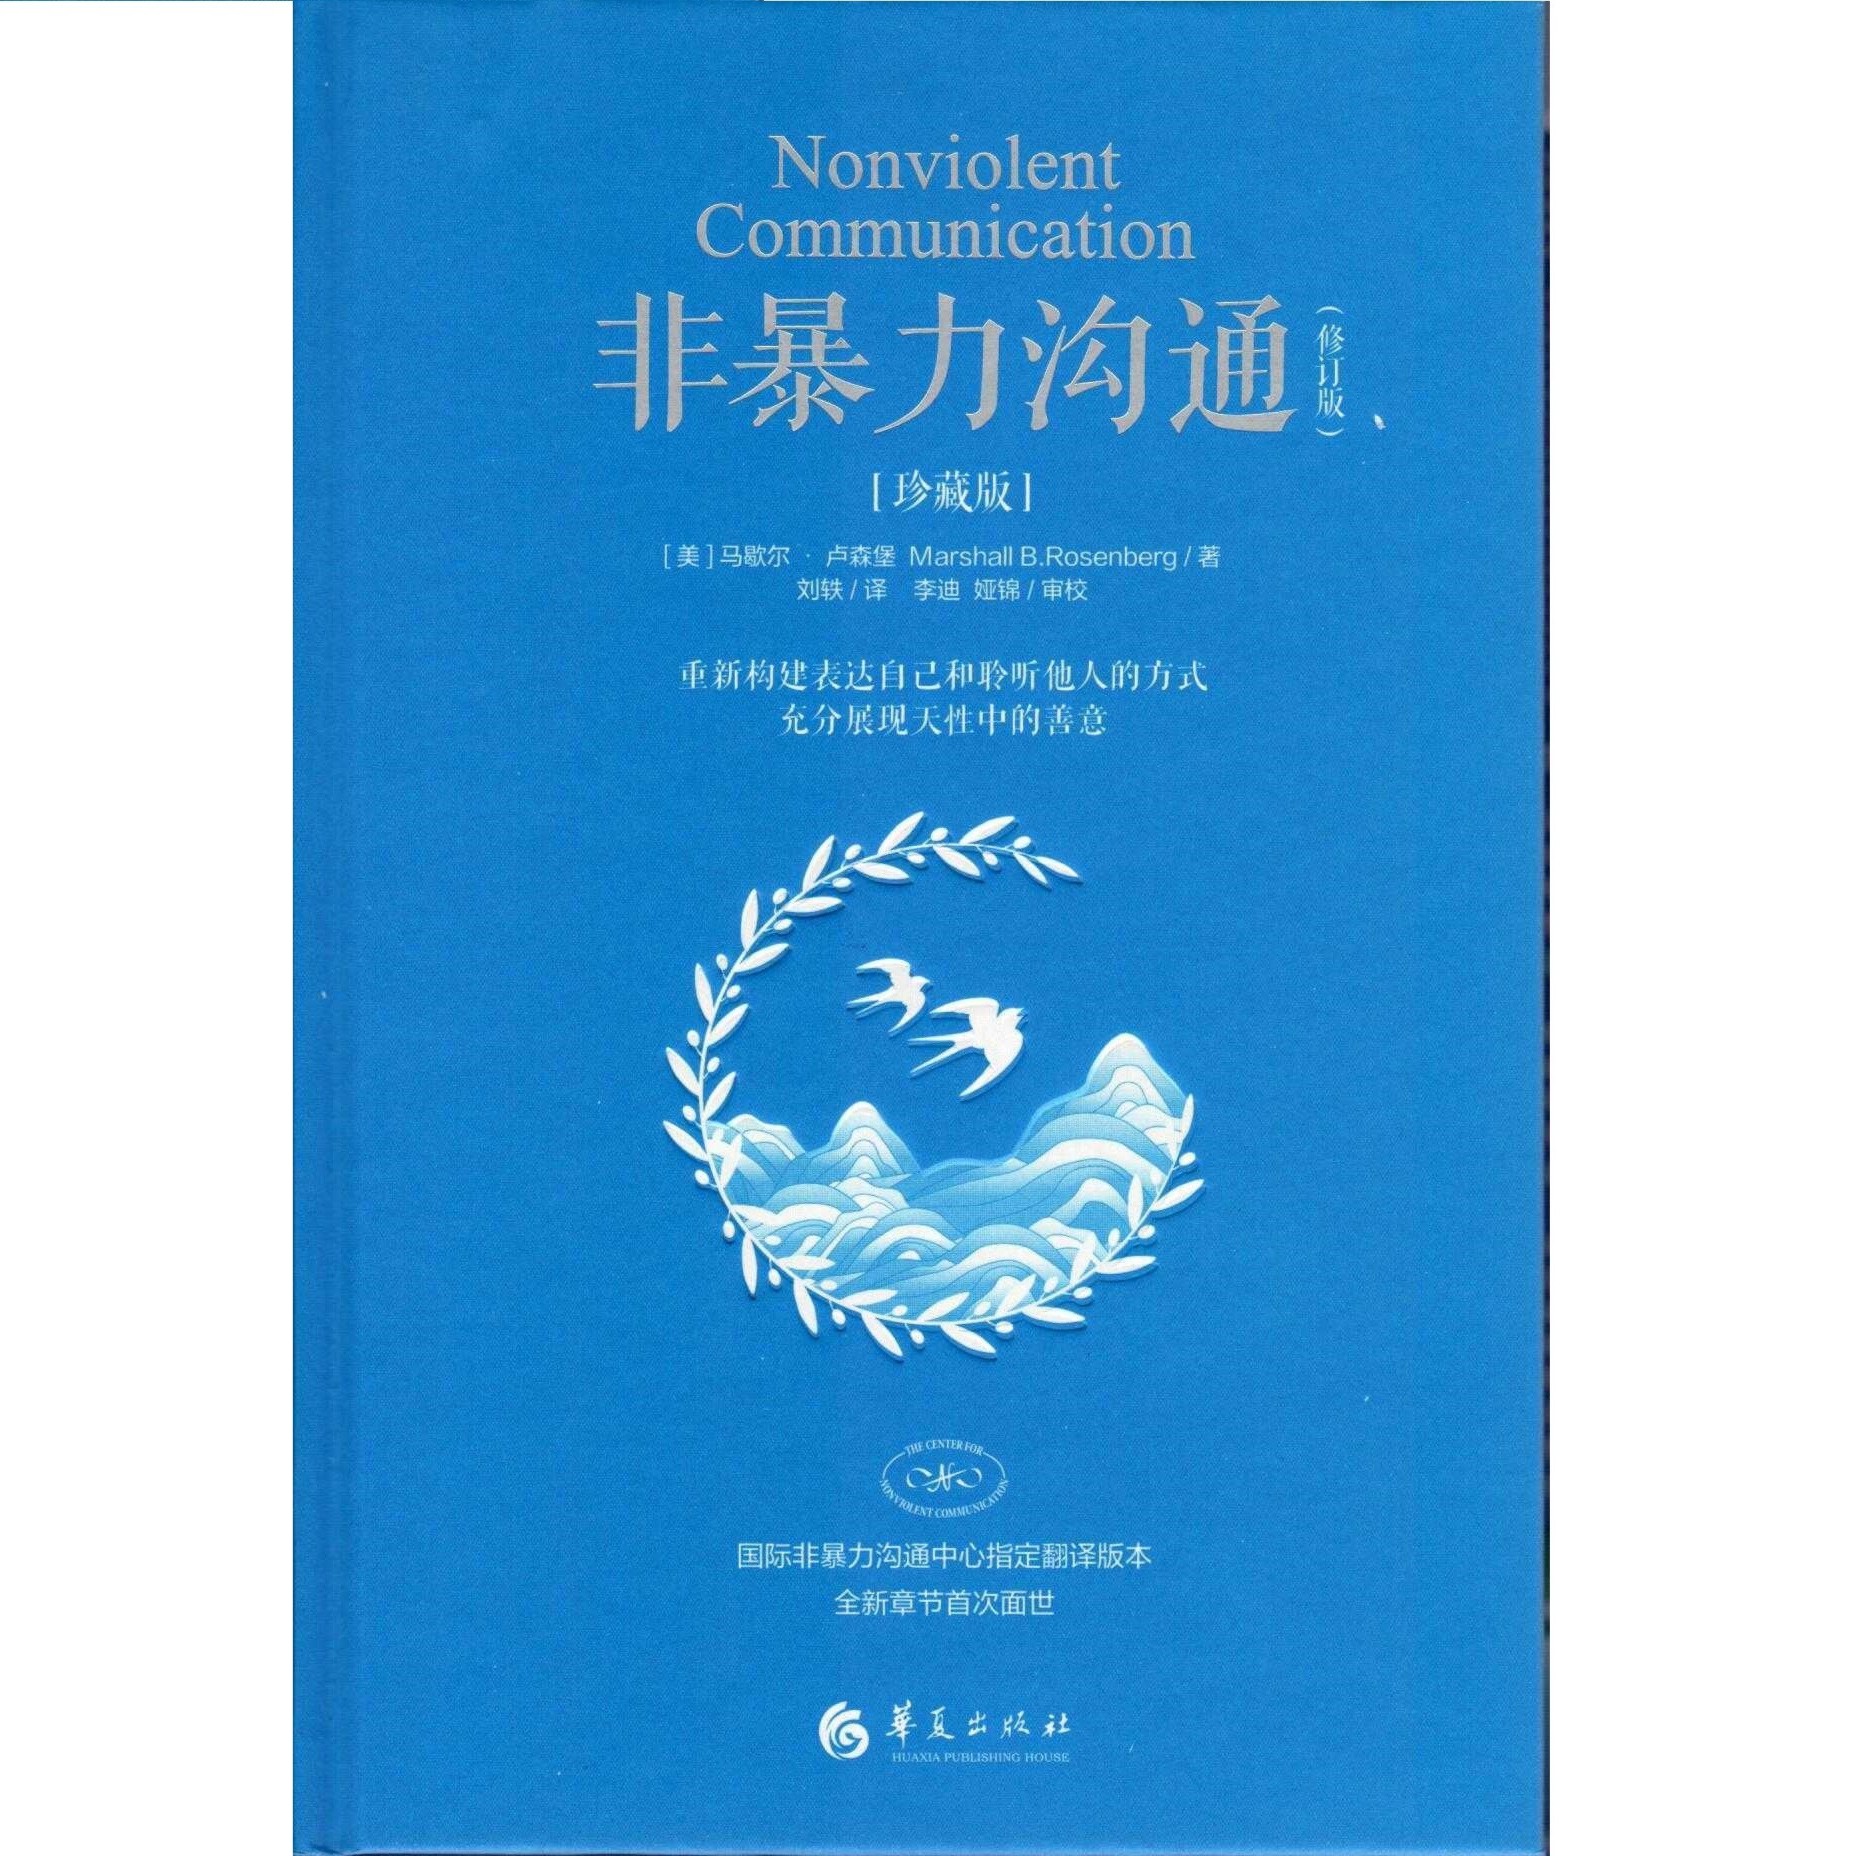 Nonviolent
Communication
非暴力沟通
（修订版）
[珍藏版]
[美]马歇尔·卢森堡 Marshall B.Rosenberg/著
刘轶/译 李迪 娅锦/审校
重新构建表达自己和聆听他人的方式
充分展现天性中的善意
THE CENTER FOR
NONVIOLENT COMMUNICATION
国际非暴力沟通中心指定翻译版本
全新章节首次面世
華夏出版社
HUAXIA PUBLISHING HOUSE